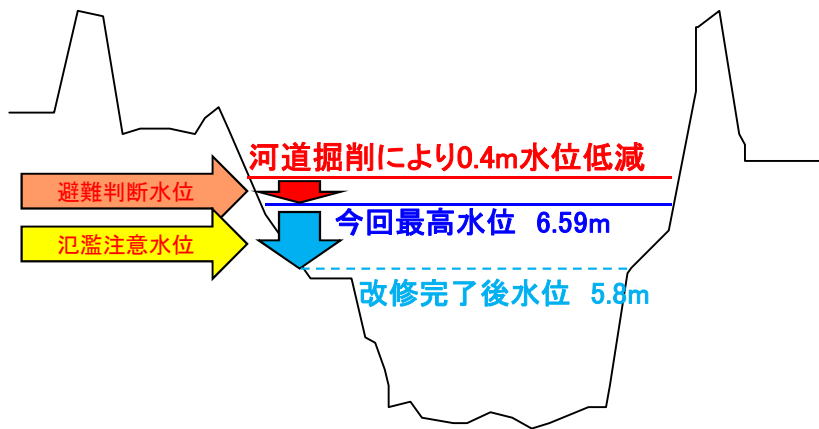 河道掘削により0.4m水位低減
避難判断水位
今回最高水位 6.59m
氾濫注意水位
改修完了後水位 5.8m